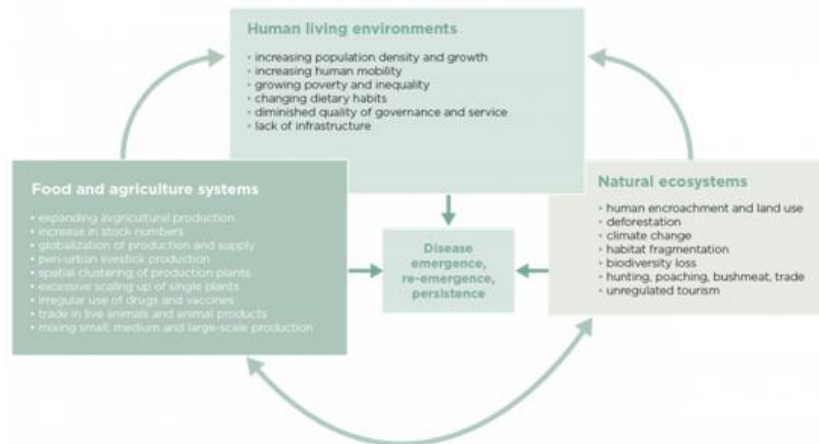 Human living environments
• increasing population density and growth
• increasing human mobility
• growing poverty and inequality
• changing dietary habits
• diminished quality of governance and service
• lack of infrastructure
Food and agriculture systems
• expanding avgricultural production
• increase in stock numbers
• globalization of production and supply
• peri-urban livestick production
• spatial clustering of production plants
• excessive scaling up of single plants
• irregular use of drugs and vaccines
• trade in live animals and animal products
• mixing small, medium and large-scale production
Disease
emergence,
re-emergence,
persistence
Natural ecosystems
• human encroachment and land use
• deforestation
• climate change
• habitat fragmentation
• biodiversity loss
• hunting, poaching, bushmeat, trade
• unregulated tourism